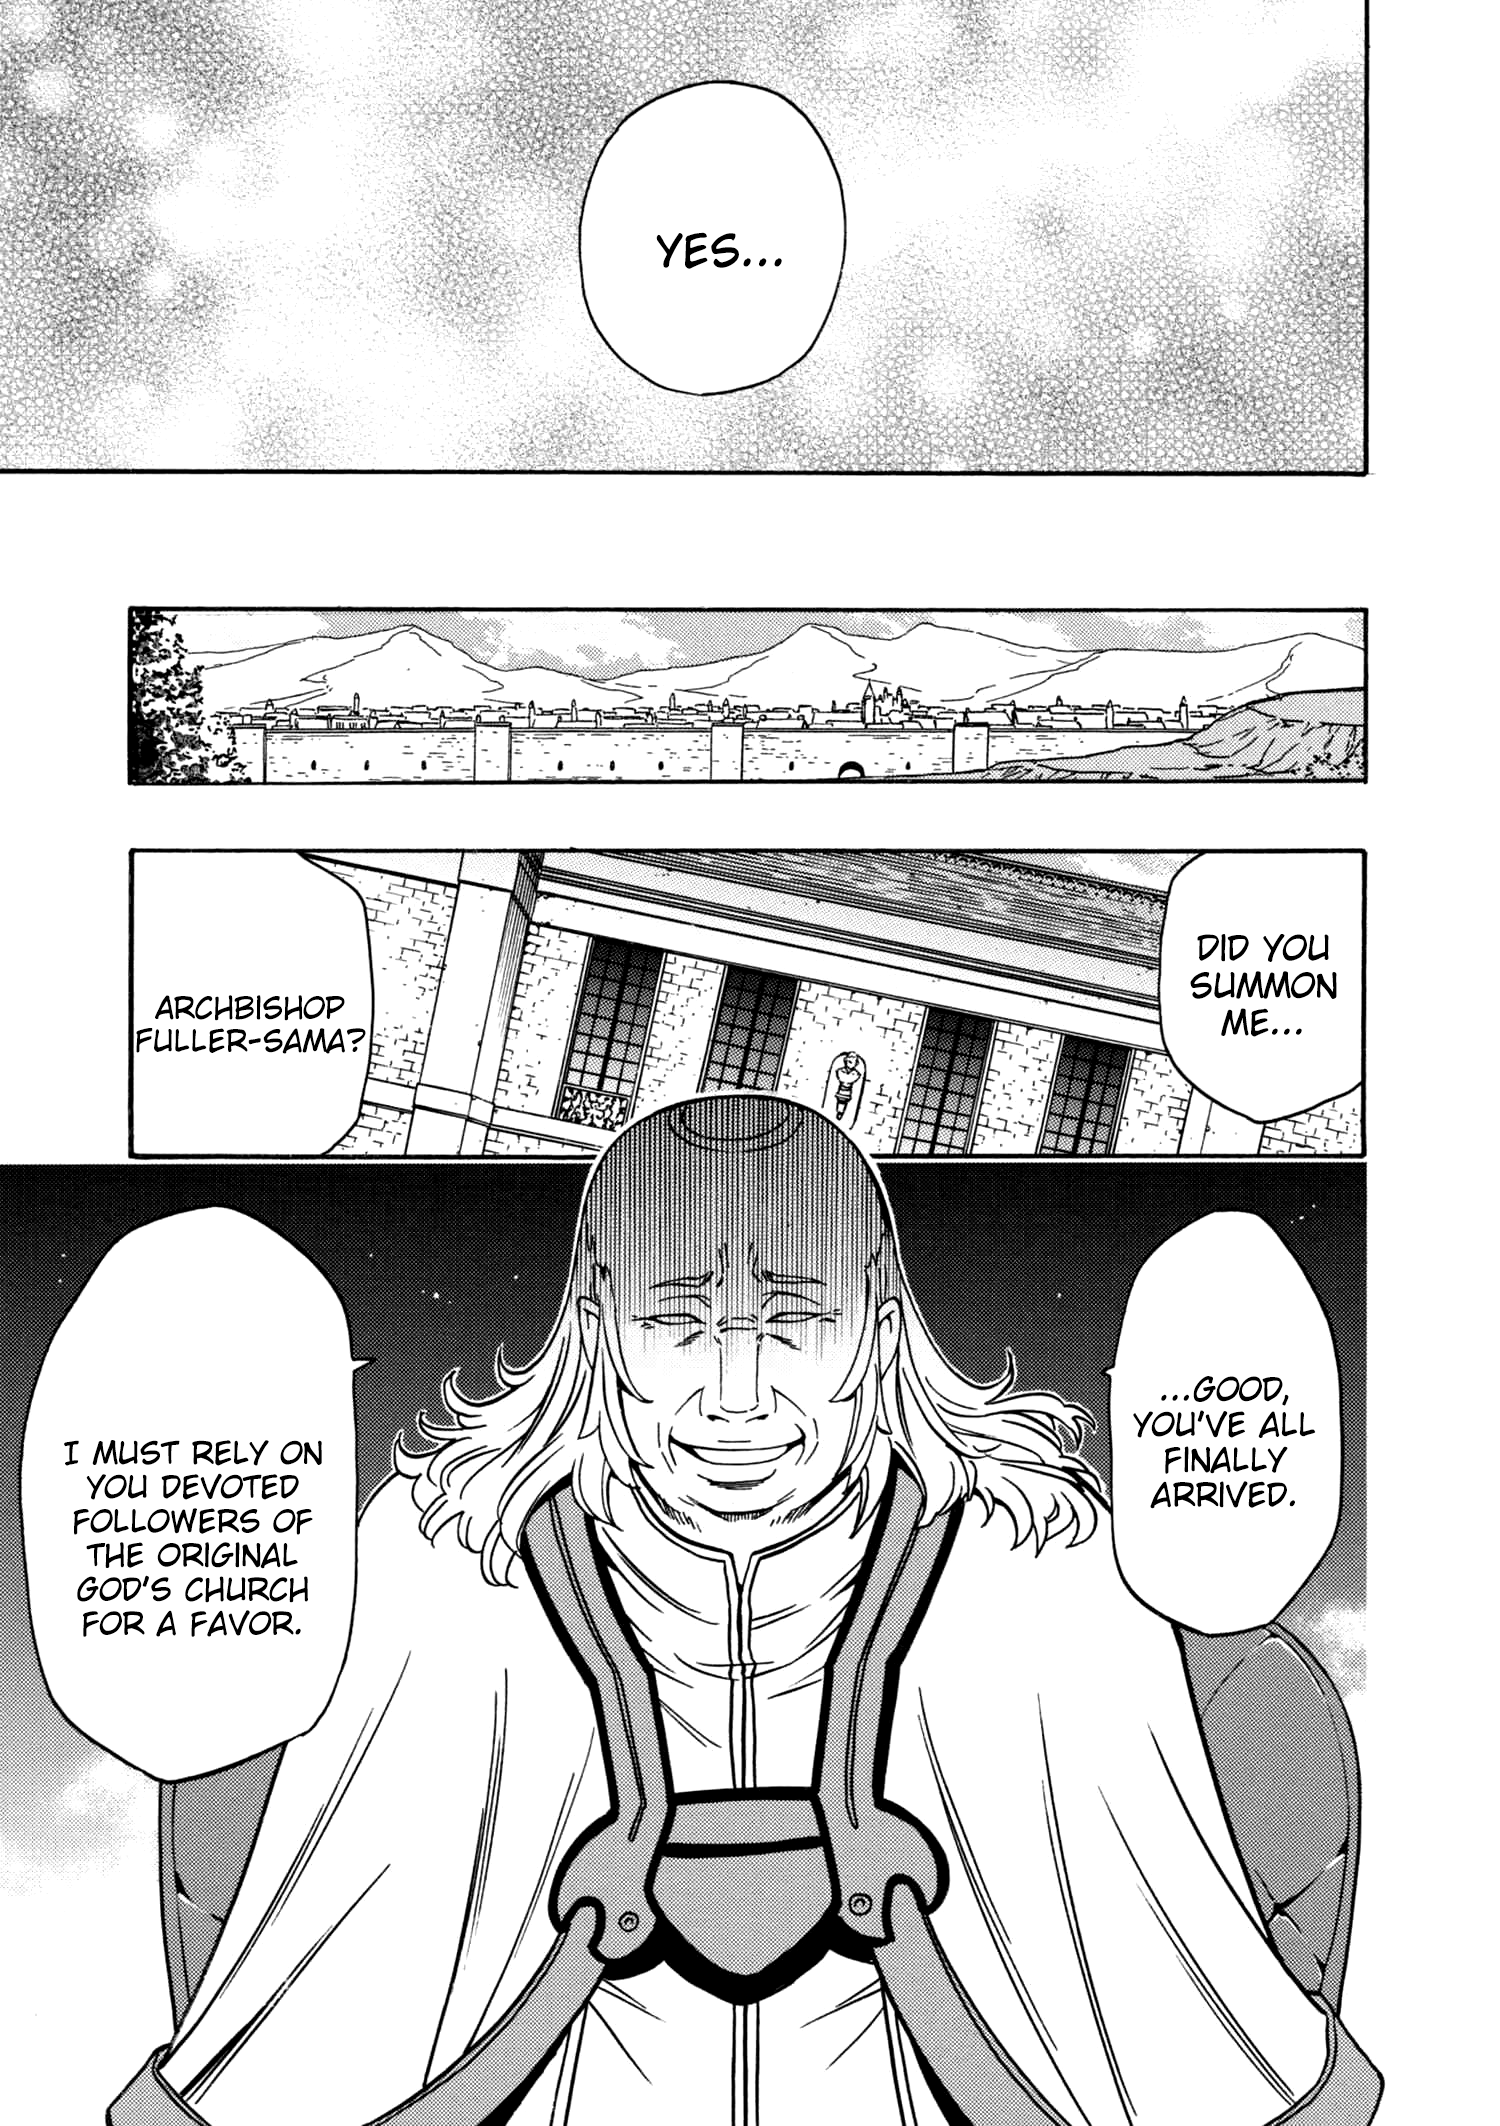 YES...
DID YOU
SUMMON
ME...
ARCHBISHOP
FULLER-SAMA?
...GOOD,
YOU'VE ALL
FINALLY
ARRIVED.
I MUST RELY ON
YOU DEVOTED
FOLLOWERS OF
THE ORIGINAL
GOD'S CHURCH
FOR A FAVOR.